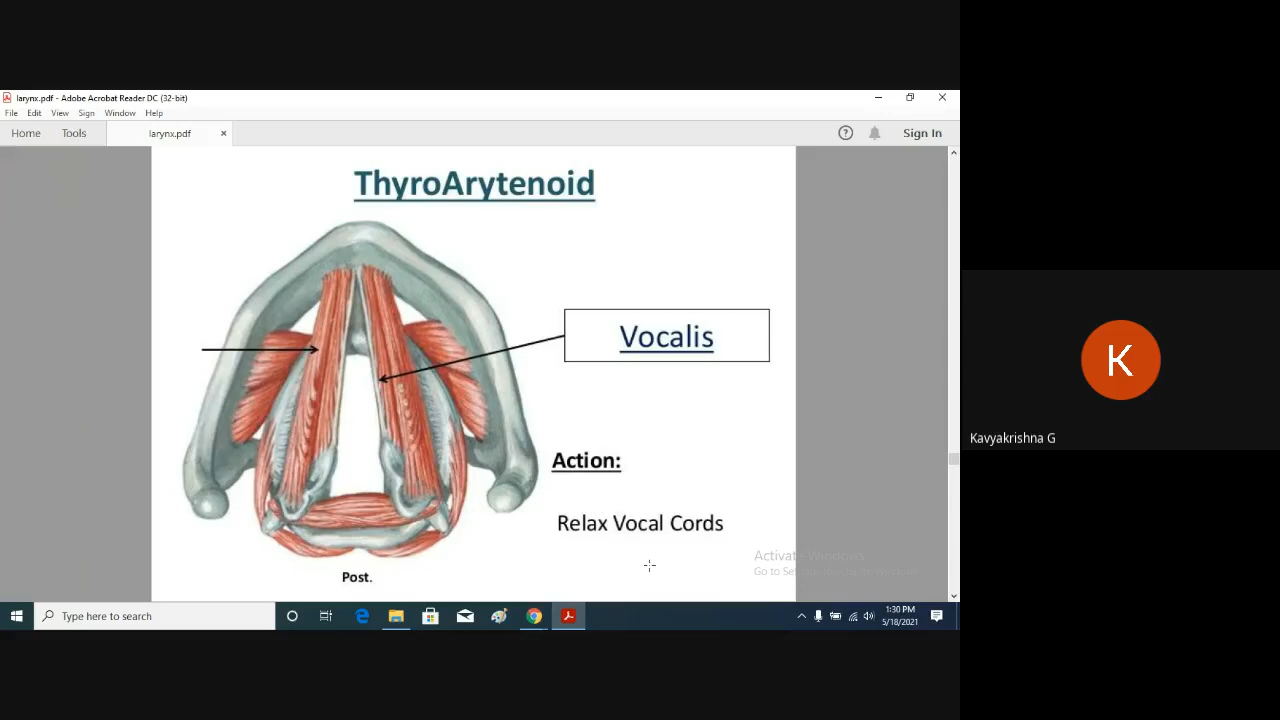 larynx.pdf - Adobe Acrobat Reader DC (32-bit)
File Edit View Sign Window Help
Home Tools larynx.pdf × Sign In
ThyroArytenoid
Vocalis
Action:
Relax Vocal Cords
Post.
Activate Windows
K
Kavyakrishna G
Type here to search
1:30 PM
5/18/2021